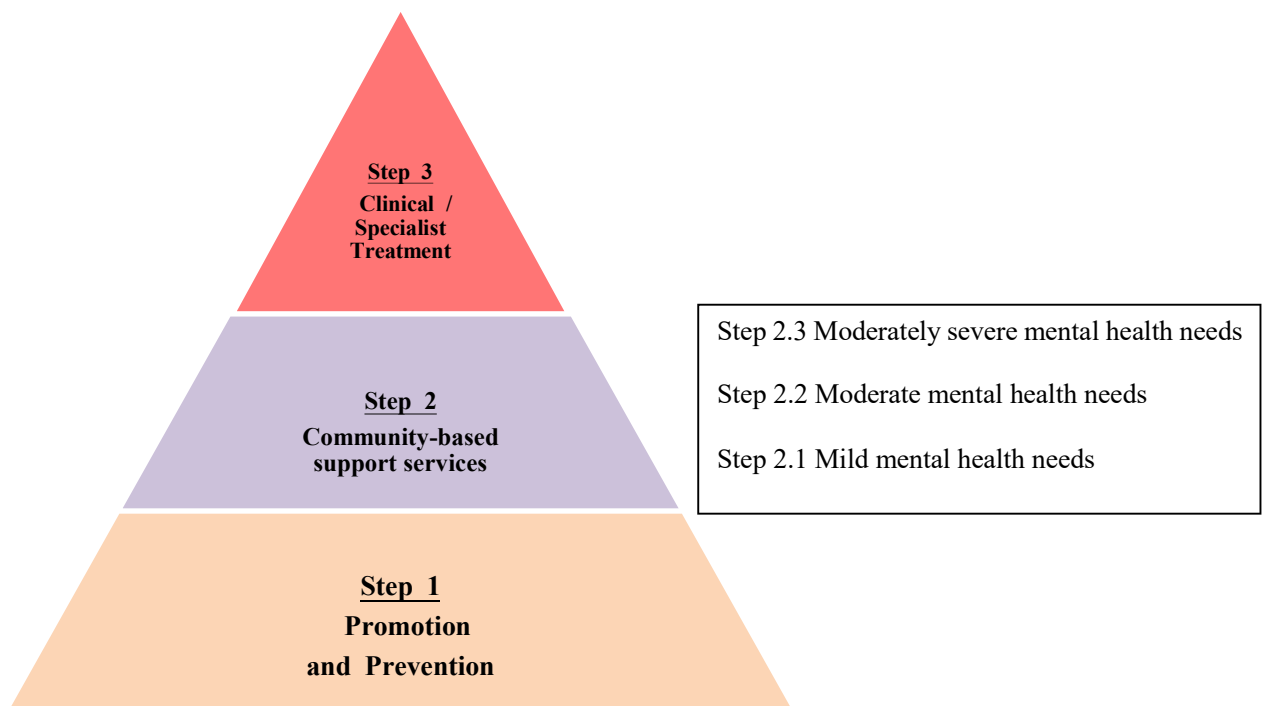 Step 3
Clinical /
Specialist
Treatment
Step 2
Community-based
support services
Step 2.3 Moderately severe mental health needs
Step 2.2 Moderate mental health needs
Step 2.1 Mild mental health needs
Step 1
Promotion
and Prevention